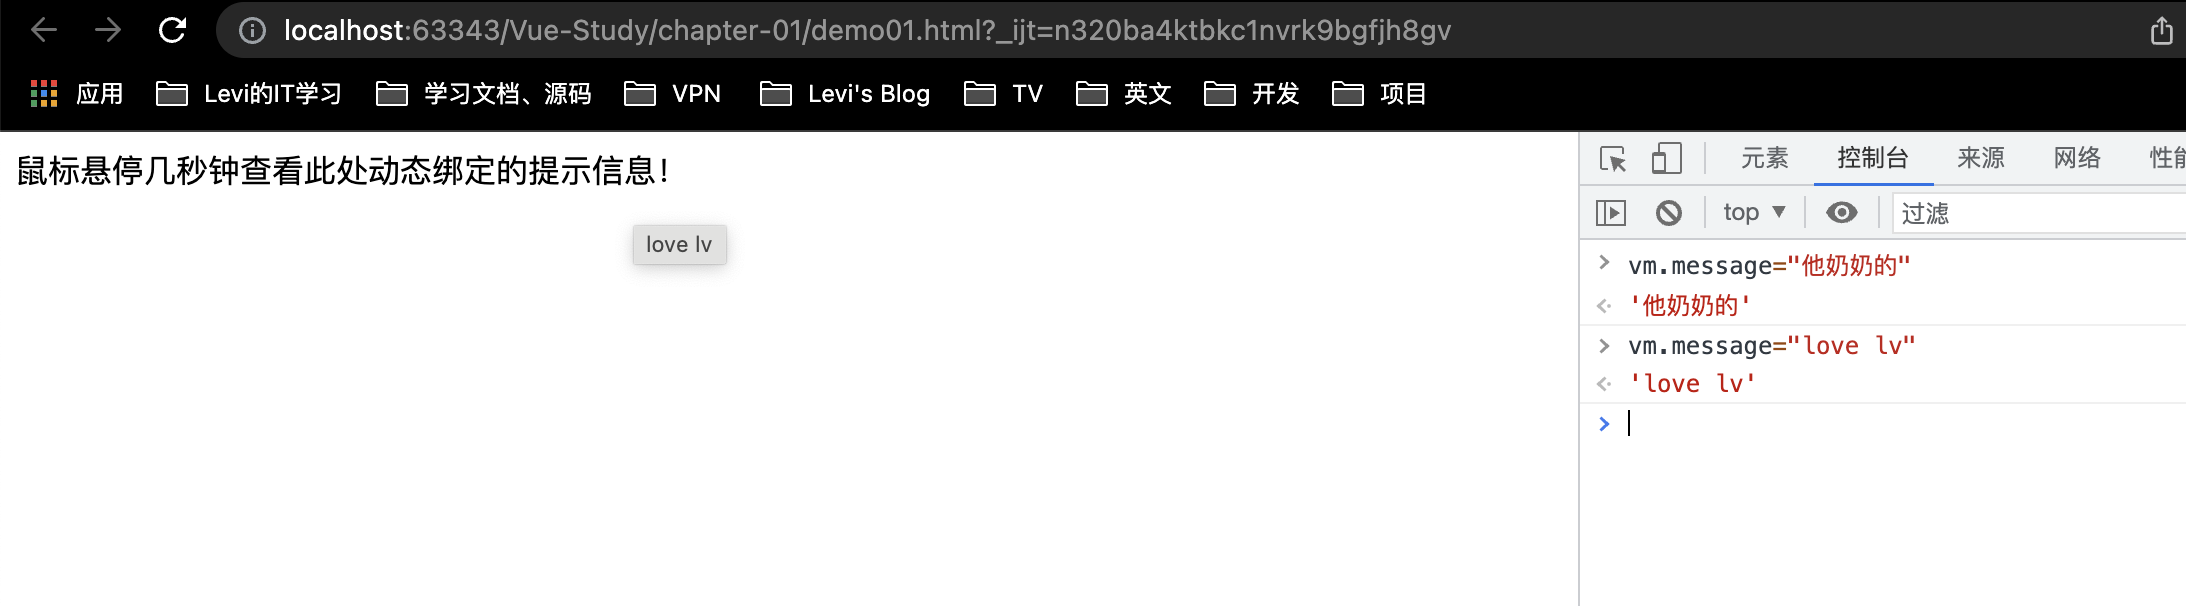 localhost:63343/Vue-Study/chapter-01/demo01.html?_ijt=n320ba4ktbkc1nvrk9bgfjh8gv
应用 Levi的IT学习 学习文档、源码 VPN Levi's Blog TV 英文 开发 项目
鼠标悬停几秒钟查看此处动态绑定的提示信息！
love lv
元素 控制台 来源 网络 性能
top 过滤
vm.message="他奶奶的"
'他奶奶的'
vm.message="love lv"
'love lv'